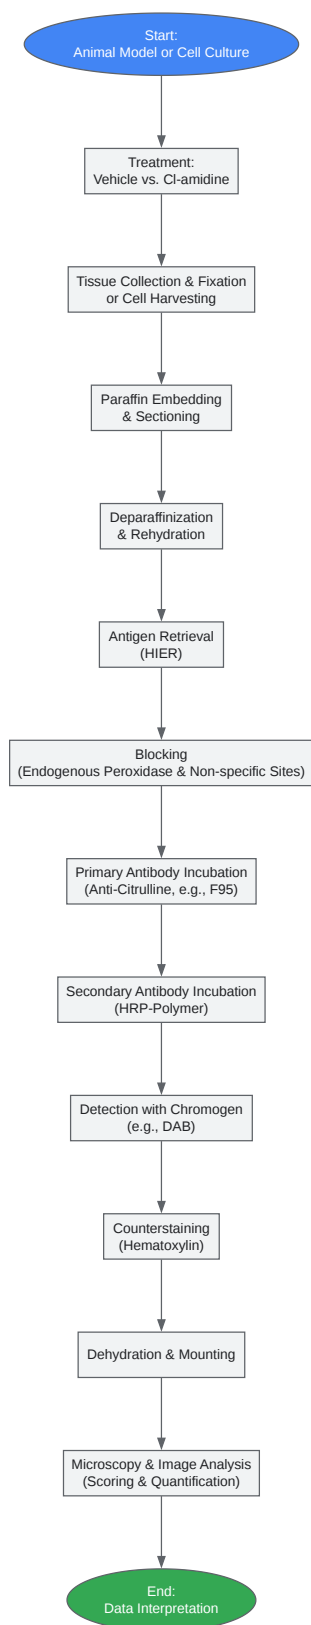 Start:
Animal Model or Cell Culture
Treatment:
Vehicle vs. Cl-amidine
Tissue Collection & Fixation
or Cell Harvesting
Paraffin Embedding
& Sectioning
Deparaffinization
& Rehydration
Antigen Retrieval
(HIER)
Blocking
(Endogenous Peroxidase & Non-specific Sites)
Primary Antibody Incubation
(Anti-Citrulline, e.g., F95)
Secondary Antibody Incubation
(HRP-Polymer)
Detection with Chromogen
(e.g., DAB)
Counterstaining
(Hematoxylin)
Dehydration & Mounting
Microscopy & Image Analysis
(Scoring & Quantification)
End:
Data Interpretation